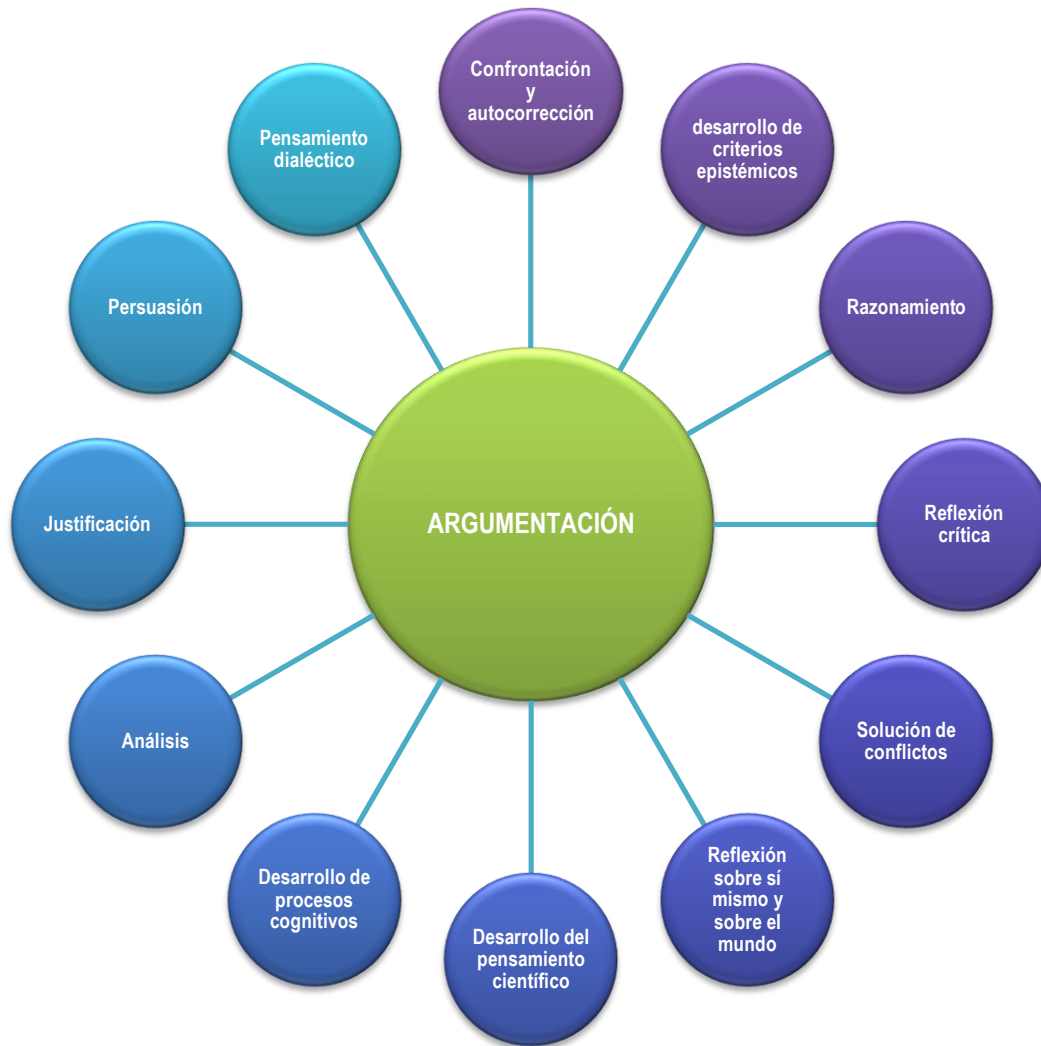 Confrontación
y
autocorrección
desarrollo de
criterios
epistémicos
Razonamiento
Reflexión
crítica
Solución de
conflictos
Reflexión
sobre sí
mismo y
sobre el
mundo
Desarrollo del
pensamiento
científico
Desarrollo de
procesos
cognitivos
Análisis
Justificación
Persuasión
Pensamiento
dialéctico
ARGUMENTACIÓN